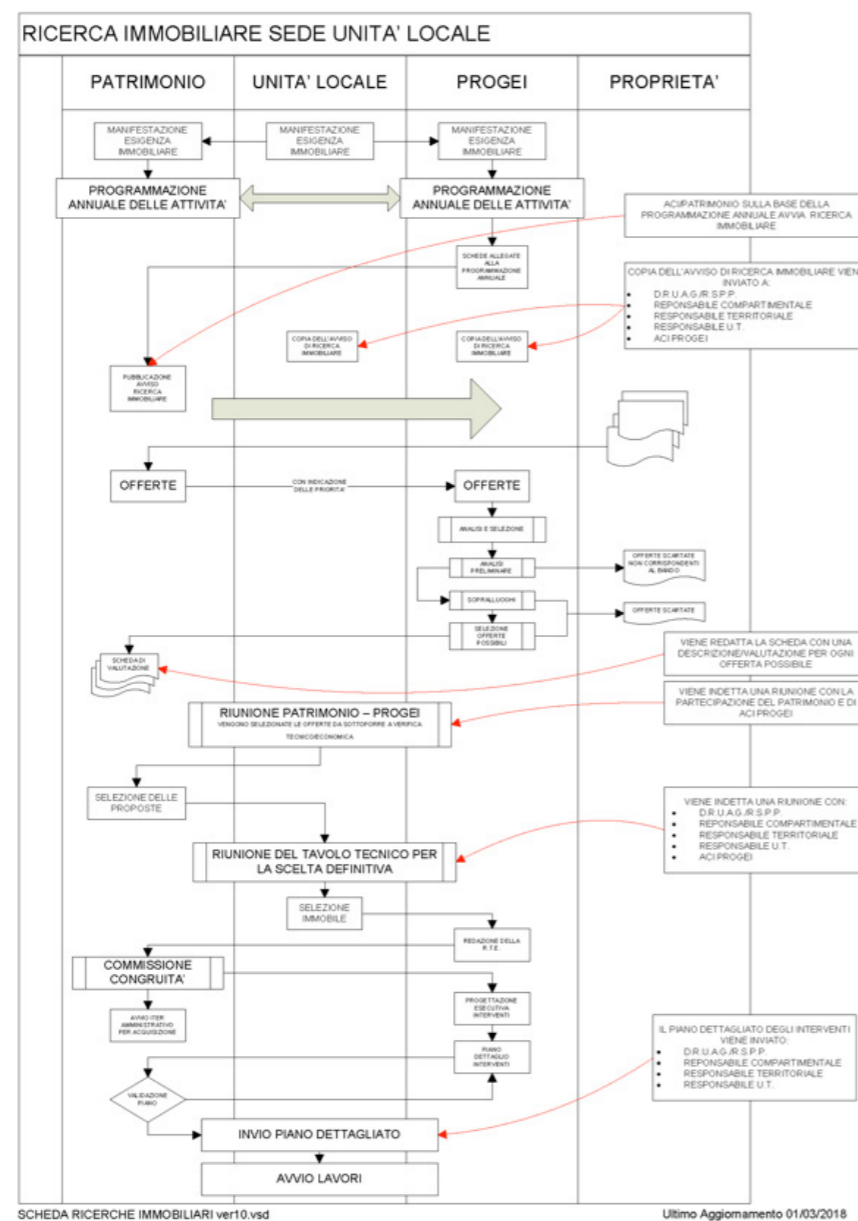 RICERCA IMMOBILIARE SEDE UNITA' LOCALE
PATRIMONIO
UNITA' LOCALE
PROGEI
PROPRIETA'
MANIFESTAZIONE
ESIGENZA
IMMOBILIARE
MANIFESTAZIONE
ESIGENZA
IMMOBILIARE
MANIFESTAZIONE
ESIGENZA
IMMOBILIARE
PROGRAMMAZIONE
ANNUALE DELLE ATTIVITA'
PROGRAMMAZIONE
ANNUALE DELLE ATTIVITA'
ACI/PATRIMONIO SULLA BASE DELLA
PROGRAMMAZIONE ANNUALE AVVIA RICERCA
IMMOBILIARE
SCHEDE ALLEGATE
ALLA
PROGRAMMAZIONE
ANNUALE
COPIA DELL'AVVISO DI RICERCA IMMOBILIARE VIEN
INVIATO A:
• D.R.U.A.G./R.S.P.P.
• REPONSABILE COMPARTIMENTALE
• RESPONSABILE TERRITORIALE
• RESPONSABILE U.T.
• ACI PROGEI
COPIA DELL'AVVISO
DI RICERCA
IMMOBILIARE
COPIA DELL'AVVISO
DI RICERCA
IMMOBILIARE
PUBBLICAZIONE
AVVISO
RICERCA
IMMOBILIARE
OFFERTE
CON INDICAZIONE
DELLE PRIORITA'
OFFERTE
ANALISI E SELEZIONE
ANALISI
PRELIMINARE
OFFERTE SCARTATE
NON CORRISPONDENTI
AL BANDO
SOPRALLUOGHI
OFFERTE SCARTATE
SELEZIONE
OFFERTE
POSSIBILI
SCHEDA DI
VALUTAZIONE
VIENE REDATTA LA SCHEDA CON UNA
DESCRIZIONE/VALUTAZIONE PER OGNI
OFFERTA POSSIBILE
VIENE INDETTA UNA RIUNIONE CON LA
PARTECIPAZIONE DEL PATRIMONIO E DI
ACI PROGEI
RIUNIONE PATRIMONIO – PROGEI
VENGONO SELEZIONATE LE OFFERTE DA SOTTOFORRE A VERIFICA
TECNICO/ECONOMICA
SELEZIONE DELLE
PROPOSTE
VIENE INDETTA UNA RIUNIONE CON:
• D.R.U.A.G./R.S.P.P.
• REPONSABILE COMPARTIMENTALE
• RESPONSABILE TERRITORIALE
• RESPONSABILE U.T.
• ACI PROGEI
RIUNIONE DEL TAVOLO TECNICO PER
LA SCELTA DEFINITIVA
SELEZIONE
IMMOBILE
REDAZIONE DELLA
R.T.E.
COMMISSIONE
CONGRUITA'
AVVIO ITER
AMMINISTRATIVO
PER ACQUISIZIONE
PROGETTAZIONE
ESECUTIVA
INTERVENTI
PIANO
DETTAGLIO
INTERVENTI
IL PIANO DETTAGLIATO DEGLI INTERVENTI
VIENE INVIATO:
• D.R.U.A.G./R.S.P.P.
• REPONSABILE COMPARTIMENTALE
• RESPONSABILE TERRITORIALE
• RESPONSABILE U.T.
VALIDAZIONE
PIANO
INVIO PIANO DETTAGLIATO
AVVIO LAVORI
SCHEDA RICERCHE IMMOBILIARI ver10.vsd
Ultimo Aggiornamento 01/03/2018